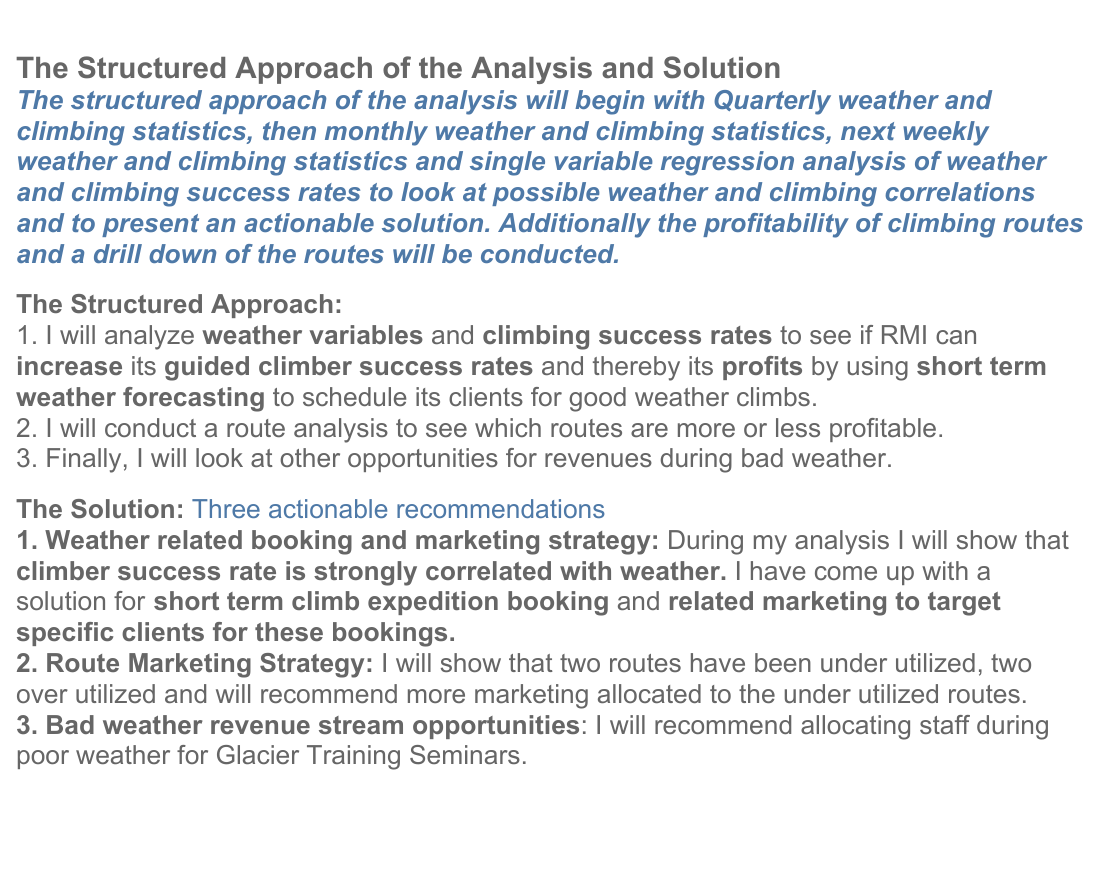 The Structured Approach of the Analysis and Solution
The structured approach of the analysis will begin with Quarterly weather and
climbing statistics, then monthly weather and climbing statistics, next weekly
weather and climbing statistics and single variable regression analysis of weather
and climbing success rates to look at possible weather and climbing correlations
and to present an actionable solution. Additionally the profitability of climbing routes
and a drill down of the routes will be conducted.
The Structured Approach:
1. I will analyze weather variables and climbing success rates to see if RMI can
increase its guided climber success rates and thereby its profits by using short term
weather forecasting to schedule its clients for good weather climbs.
2. I will conduct a route analysis to see which routes are more or less profitable.
3. Finally, I will look at other opportunities for revenues during bad weather.
The Solution: Three actionable recommendations
1. Weather related booking and marketing strategy: During my analysis I will show that
climber success rate is strongly correlated with weather. I have come up with a
solution for short term climb expedition booking and related marketing to target
specific clients for these bookings.
2. Route Marketing Strategy: I will show that two routes have been under utilized, two
over utilized and will recommend more marketing allocated to the under utilized routes.
3. Bad weather revenue stream opportunities: I will recommend allocating staff during
poor weather for Glacier Training Seminars.